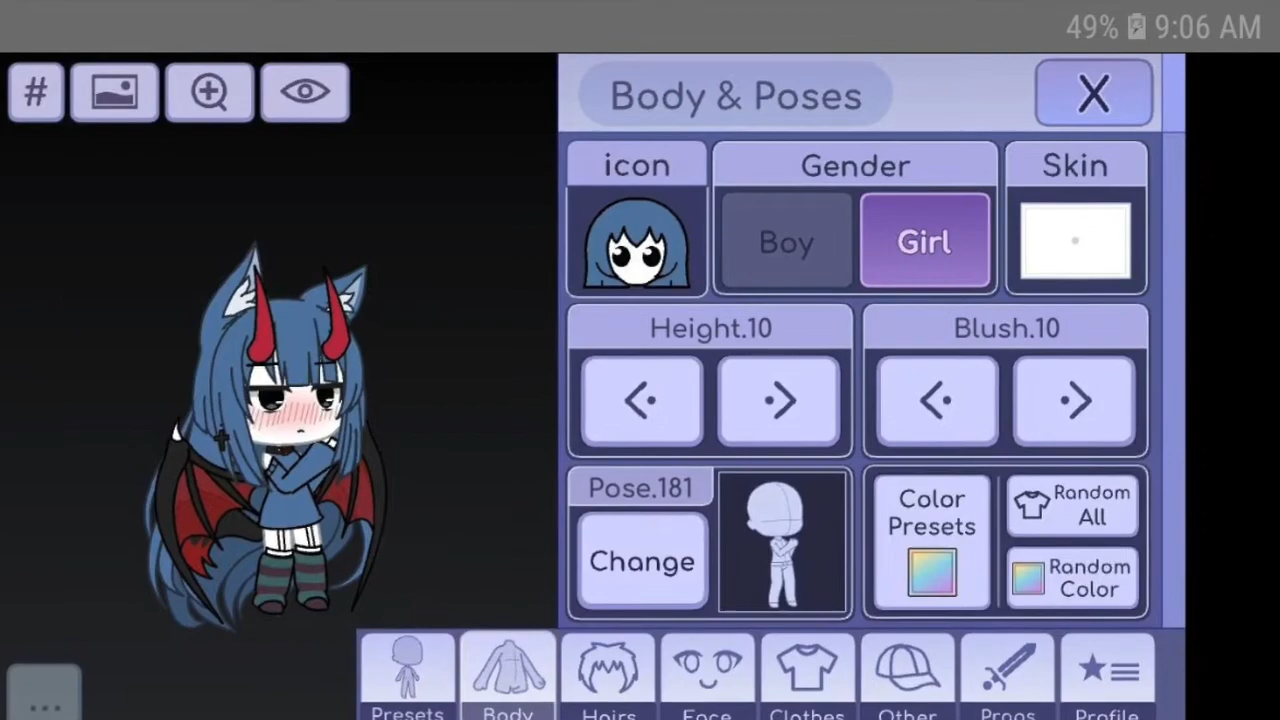 49% 9:06 AM
#
Body & Poses
X
icon
Gender
Skin
Boy
Girl
Height.10
Blush.10
Pose.181
Change
Color
Presets
Random
All
Random
Color
...
Presets
Body
Hairs
Face
Clothes
Other
Props
Profile